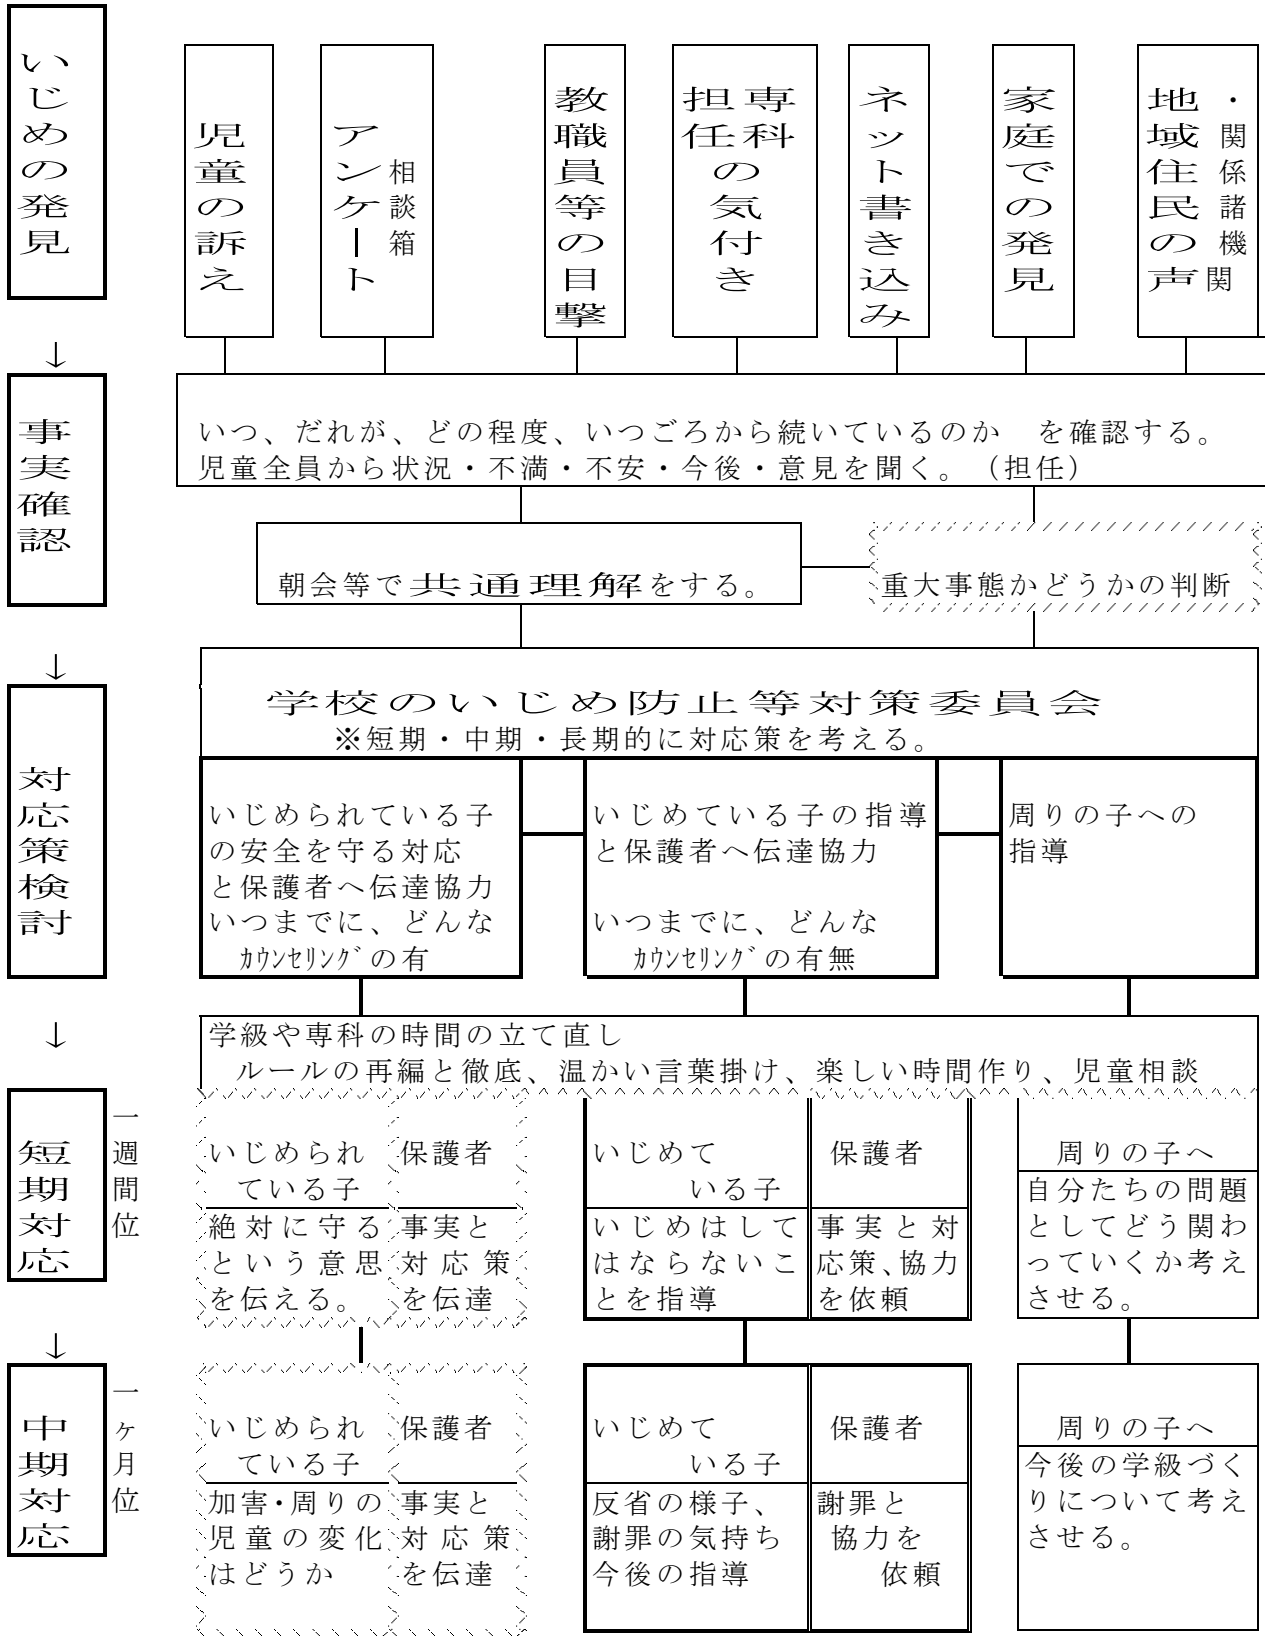 いじめの発見
児童の訴え
アンケート
相談箱
教職員等の目撃
専科
担任
の気付き
ネット書き込み
家庭での発見
・関係諸機関
地域住民の声
↓
事実確認
いつ、だれが、どの程度、いつごろから続いているのか　を確認する。
児童全員から状況・不満・不安・今後・意見を聞く。（担任）
朝会等で共通理解をする。
重大事態かどうかの判断
↓
対応策検討
学校のいじめ防止等対策委員会
※短期・中期・長期的に対応策を考える。
いじめられている子
の安全を守る対応
と保護者へ伝達協力
いつまでに、どんな
ｶｳﾝｾﾘﾝｸﾞの有
いじめている子の指導
と保護者へ伝達協力
いつまでに、どんな
ｶｳﾝｾﾘﾝｸﾞの有無
周りの子への
指導
↓
学級や専科の時間の立て直し
ルールの再編と徹底、温かい言葉掛け、楽しい時間作り、児童相談
短期対応
一週間位
いじめられ
ている子
絶対に守る
という意思
を伝える。
保護者
事実と
対応策
を伝達
いじめて
いる子
いじめはして
はならないこ
とを指導
保護者
事実と対
応策、協力
を依頼
周りの子へ
自分たちの問題
としてどう関わ
っていくか考え
させる。
↓
中期対応
一ヶ月位
いじめられ
ている子
加害・周りの
児童の変化
はどうか
保護者
事実と
対応策
を伝達
いじめて
いる子
反省の様子、
謝罪の気持ち
今後の指導
保護者
謝罪と
協力を
依頼
周りの子へ
今後の学級づく
りについて考え
させる。